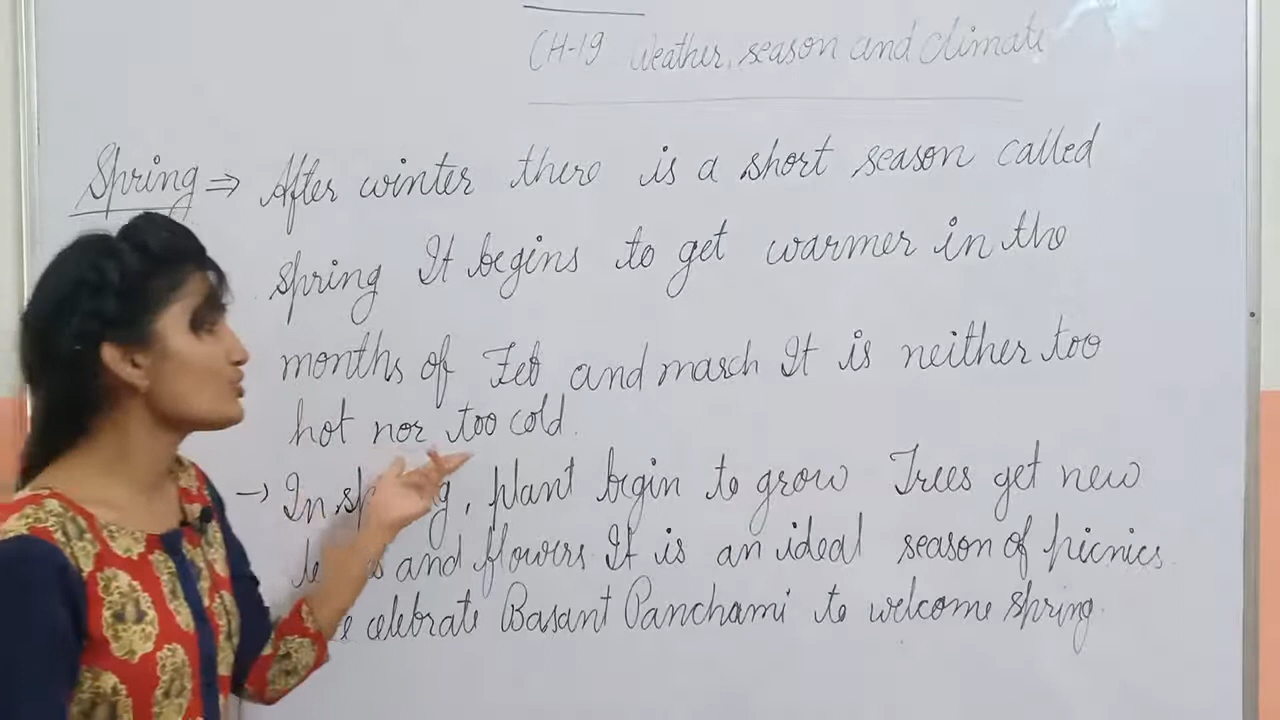 CH-19 Weather, season and climate
Spring ⇒ After winter there is a short season called
spring It begins to get warmer in the
months of Feb and march It is neither too
hot nor too cold.
→ In spring, plant begin to grow Trees get new
and flowers It is an ideal season of picnics
celebrate Basant Panchami to welcome spring.